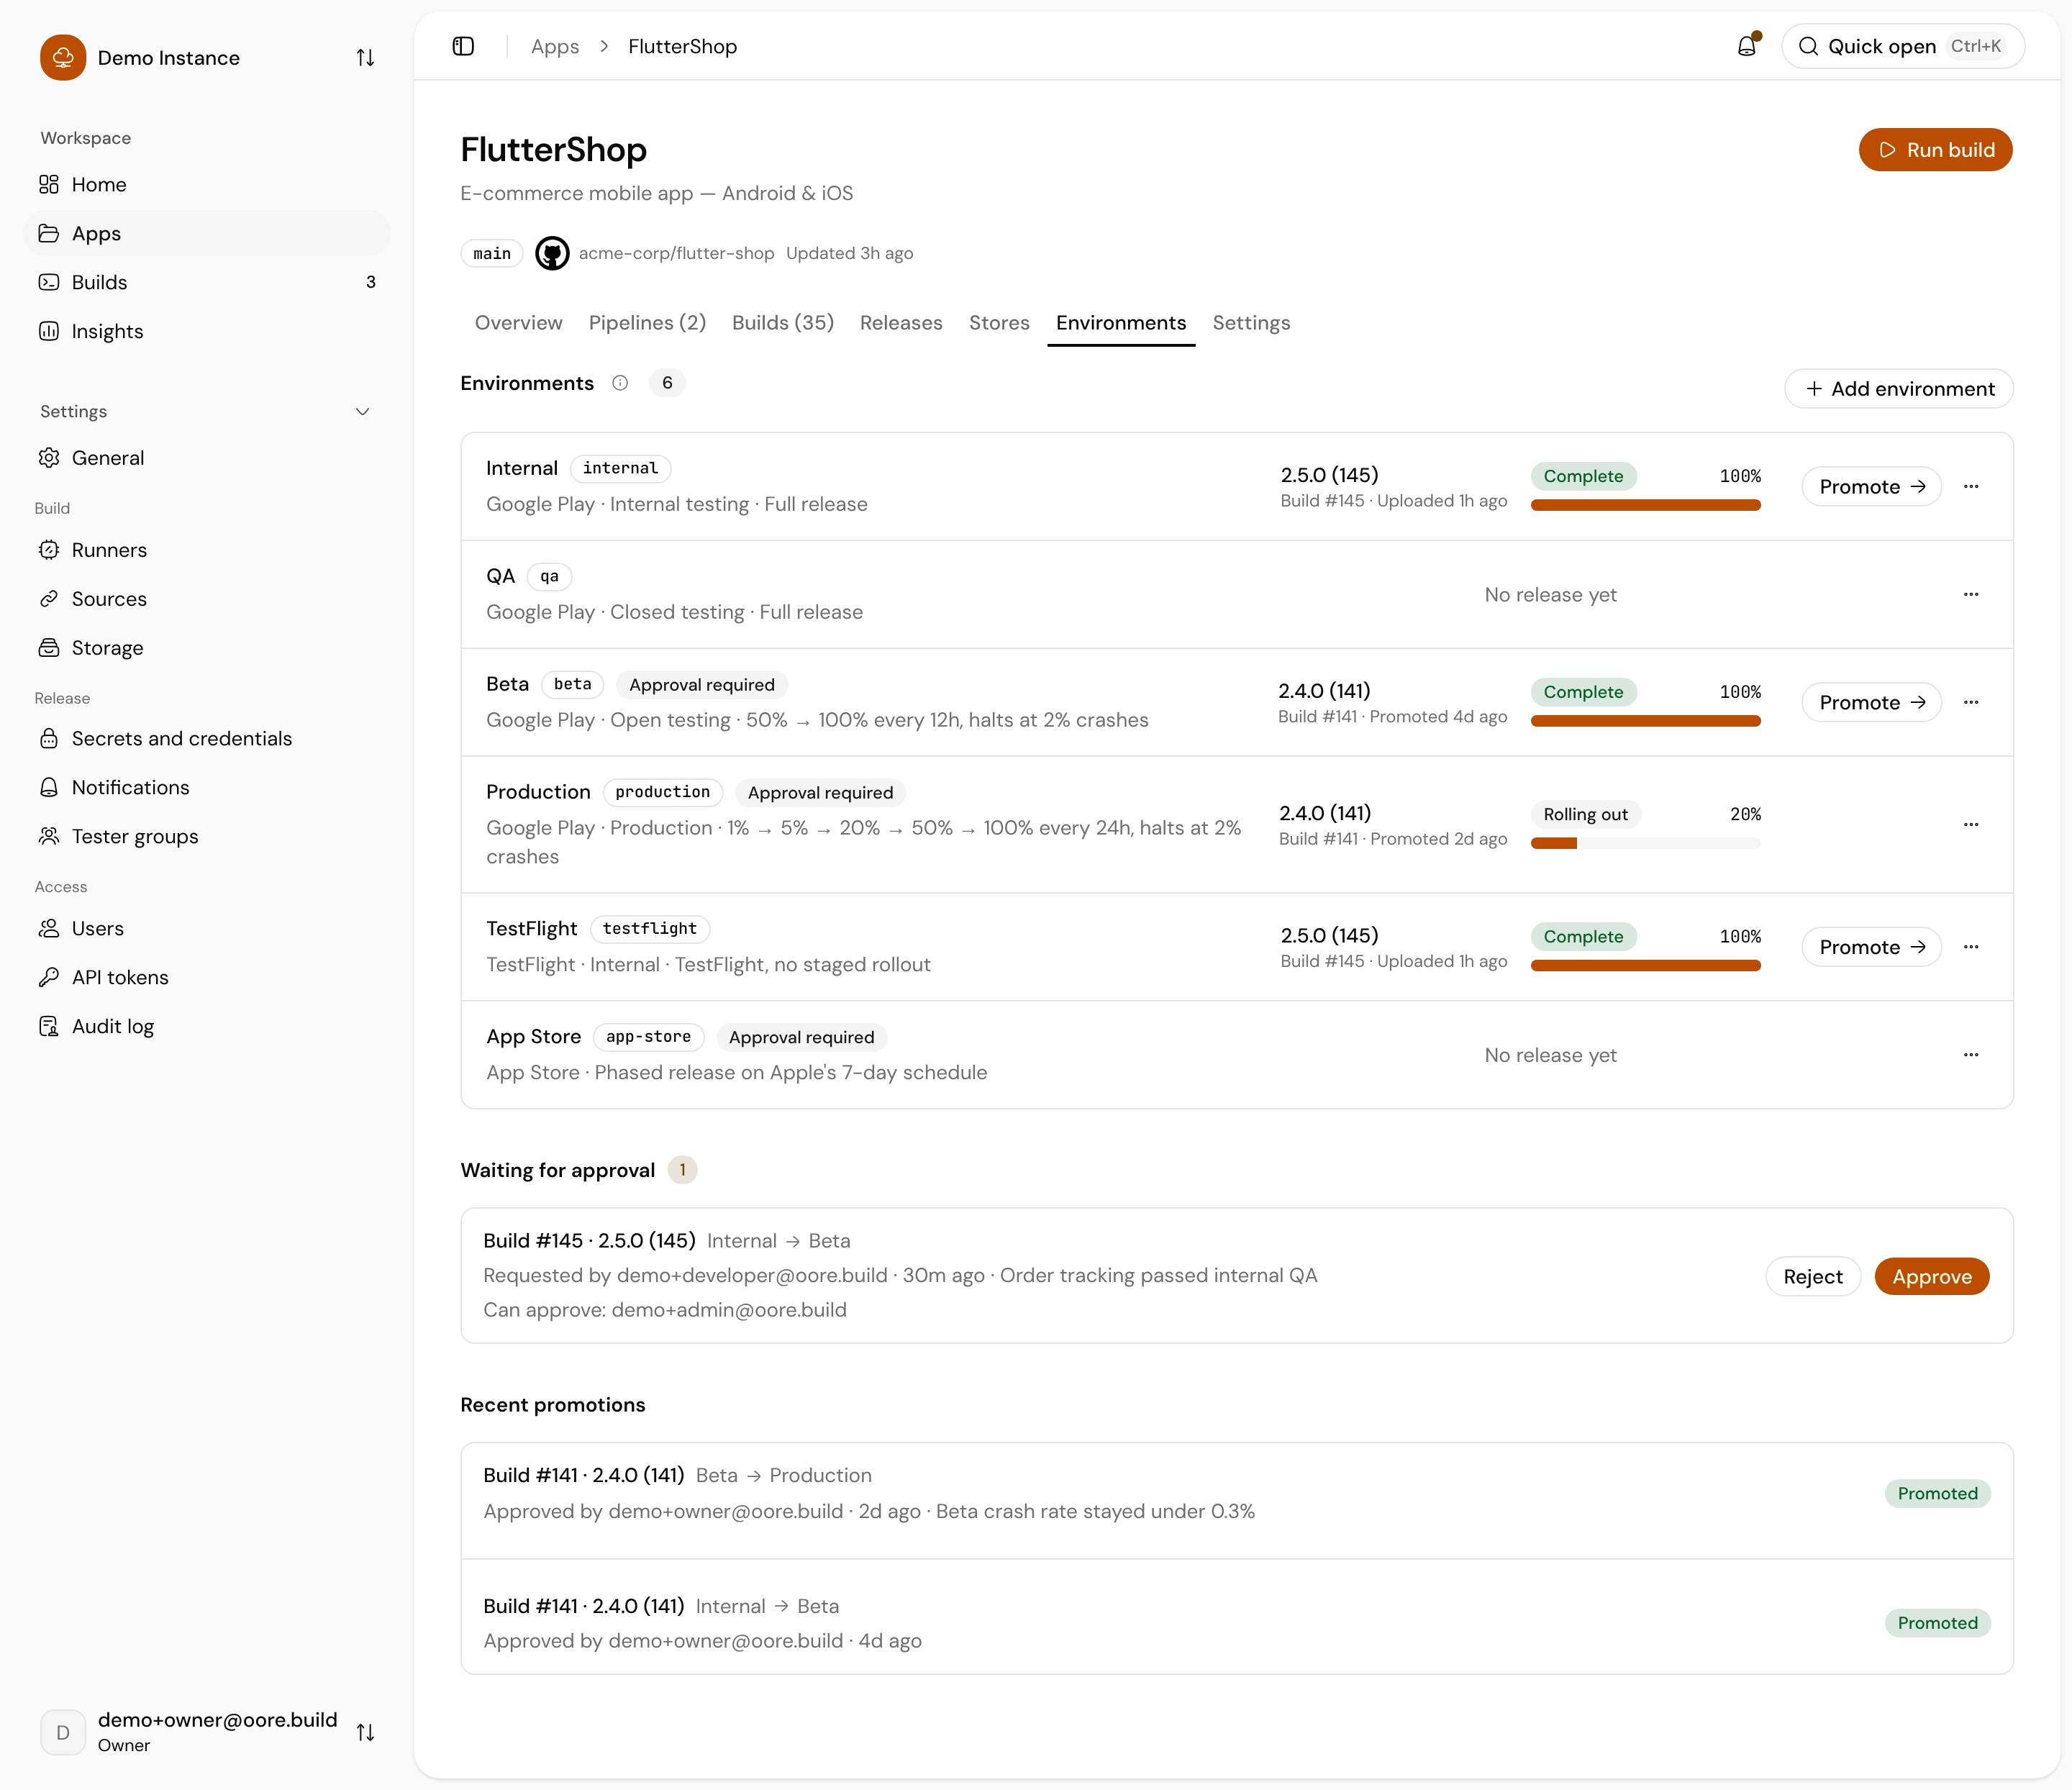 Demo Instance
Workspace
Home
Apps
Builds 3
Insights
Settings
General
Build
Runners
Sources
Storage
Release
Secrets and credentials
Notifications
Tester groups
Access
Users
API tokens
Audit log
D
demo+owner@oore.build
Owner
Apps FlutterShop
Quick open Ctrl+K
FlutterShop
Run build
E-commerce mobile app — Android & iOS
main acme-corp/flutter-shop Updated 3h ago
Overview Pipelines (2) Builds (35) Releases Stores Environments Settings
Environments 6
Add environment
Internal internal
Google Play · Internal testing · Full release
2.5.0 (145)
Build #145 · Uploaded 1h ago
Complete 100%
Promote →
QA qa
Google Play · Closed testing · Full release
No release yet
Beta beta Approval required
Google Play · Open testing · 50% → 100% every 12h, halts at 2% crashes
2.4.0 (141)
Build #141 · Promoted 4d ago
Complete 100%
Promote →
Production production Approval required
Google Play · Production · 1% → 5% → 20% → 50% → 100% every 24h, halts at 2%
crashes
2.4.0 (141)
Build #141 · Promoted 2d ago
Rolling out 20%
TestFlight testflight
TestFlight · Internal · TestFlight, no staged rollout
2.5.0 (145)
Build #145 · Uploaded 1h ago
Complete 100%
Promote →
App Store app-store Approval required
App Store · Phased release on Apple's 7-day schedule
No release yet
Waiting for approval 1
Build #145 · 2.5.0 (145) Internal → Beta
Requested by demo+developer@oore.build · 30m ago · Order tracking passed internal QA
Can approve: demo+admin@oore.build
Reject Approve
Recent promotions
Build #141 · 2.4.0 (141) Beta → Production
Approved by demo+owner@oore.build · 2d ago · Beta crash rate stayed under 0.3%
Promoted
Build #141 · 2.4.0 (141) Internal → Beta
Approved by demo+owner@oore.build · 4d ago
Promoted